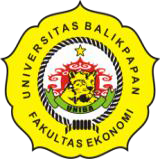 UNIVERSITAS BALIKPAPAN
UNIBA
FAKULTAS EKONOMI